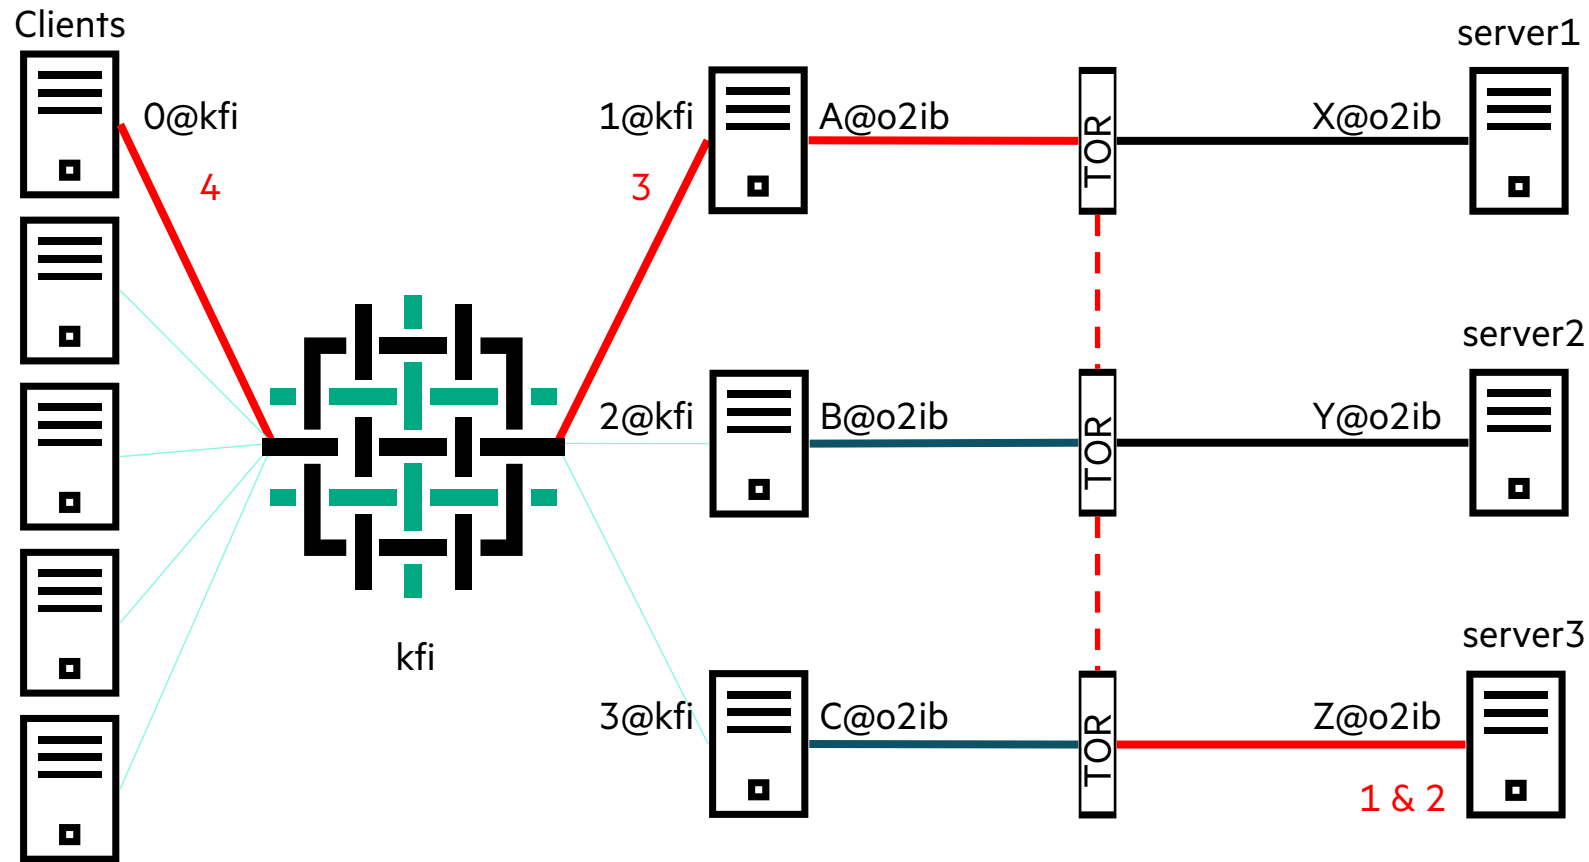 Clients
server1
0@kfi
1@kfi
A@o2ib
TOR
X@o2ib
4
3
server2
2@kfi
B@o2ib
TOR
Y@o2ib
kfi
server3
3@kfi
C@o2ib
TOR
Z@o2ib
1 & 2